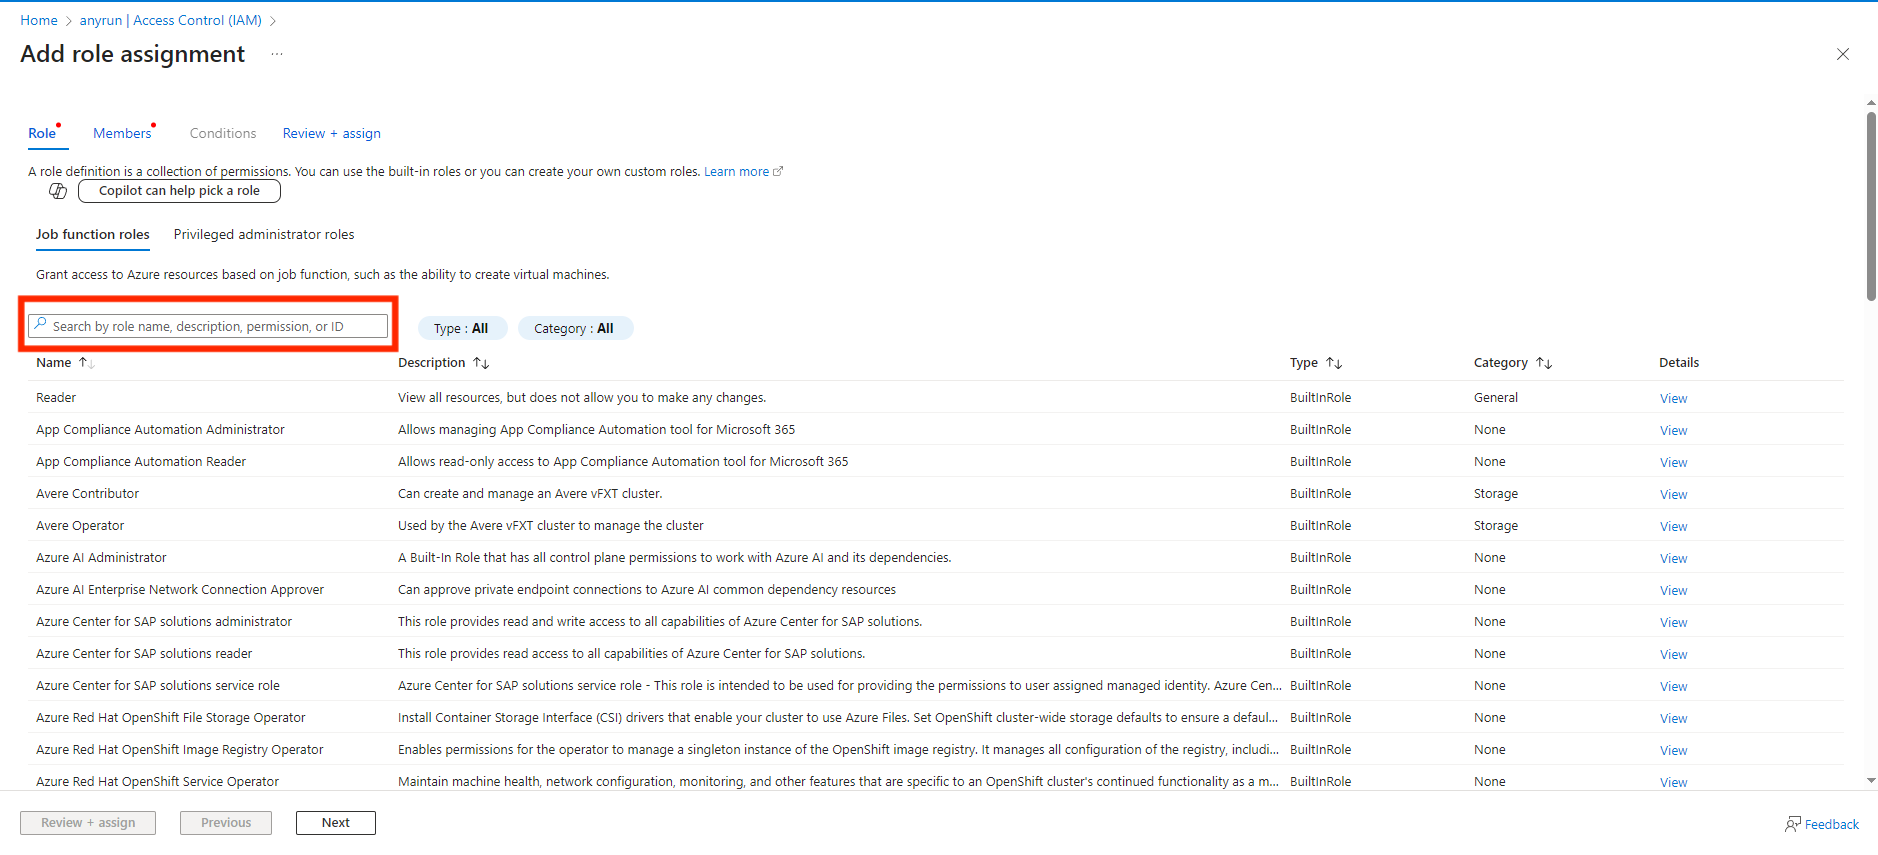 Home > anyrun | Access Control (IAM) >
Add role assignment ...
Role Members Conditions Review + assign
A role definition is a collection of permissions. You can use the built-in roles or you can create your own custom roles. Learn more
Copilot can help pick a role
Job function roles Privileged administrator roles
Grant access to Azure resources based on job function, such as the ability to create virtual machines.
Search by role name, description, permission, or ID Type : All Category : All
Name ↑↓ Description ↑↓ Type ↑↓ Category ↑↓ Details
Reader View all resources, but does not allow you to make any changes. BuiltInRole General View
App Compliance Automation Administrator Allows managing App Compliance Automation tool for Microsoft 365 BuiltInRole None View
App Compliance Automation Reader Allows read-only access to App Compliance Automation tool for Microsoft 365 BuiltInRole None View
Avere Contributor Can create and manage an Avere vFXT cluster. BuiltInRole Storage View
Avere Operator Used by the Avere vFXT cluster to manage the cluster BuiltInRole Storage View
Azure AI Administrator A Built-In Role that has all control plane permissions to work with Azure AI and its dependencies. BuiltInRole None View
Azure AI Enterprise Network Connection Approver Can approve private endpoint connections to Azure AI common dependency resources BuiltInRole None View
Azure Center for SAP solutions administrator This role provides read and write access to all capabilities of Azure Center for SAP solutions. BuiltInRole None View
Azure Center for SAP solutions reader This role provides read access to all capabilities of Azure Center for SAP solutions. BuiltInRole None View
Azure Center for SAP solutions service role Azure Center for SAP solutions service role - This role is intended to be used for providing the permissions to user assigned managed identity. Azure Cen... BuiltInRole None View
Azure Red Hat OpenShift File Storage Operator Install Container Storage Interface (CSI) drivers that enable your cluster to use Azure Files. Set OpenShift cluster-wide storage defaults to ensure a defaul... BuiltInRole None View
Azure Red Hat OpenShift Image Registry Operator Enables permissions for the operator to manage a singleton instance of the OpenShift image registry. It manages all configuration of the registry, includi... BuiltInRole None View
Azure Red Hat OpenShift Service Operator Maintain machine health, network configuration, monitoring, and other features that are specific to an OpenShift cluster's continued functionality as a m... BuiltInRole None View
Review + assign Previous Next Feedback